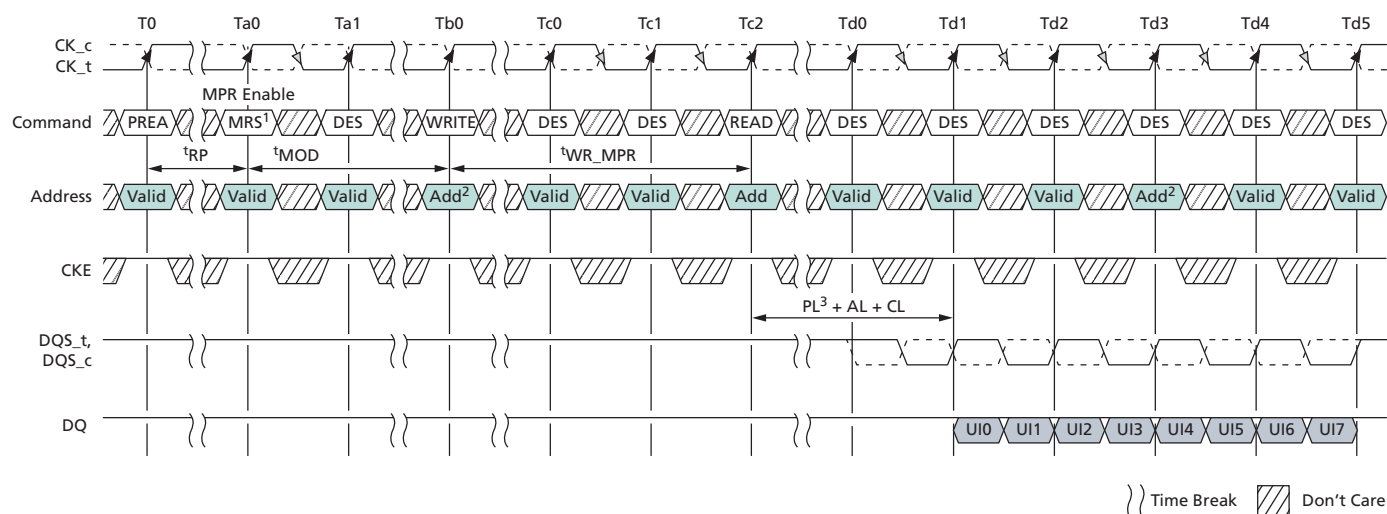 T0 Ta0 Ta1 Tb0 Tc0 Tc1 Tc2 Td0 Td1 Td2 Td3 Td4 Td5
CK_c
CK_t
MPR Enable
Command PREA MRS1 DES WRITE DES DES READ DES DES DES DES DES DES
tRP tMOD tWR_MPR
Address Valid Valid Valid Add2 Valid Valid Add Valid Valid Valid Add2 Valid Valid
CKE
PL3 + AL + CL
DQS_t,
DQS_c
DQ UI0 UI1 UI2 UI3 UI4 UI5 UI6 UI7
Time Break Don't Care